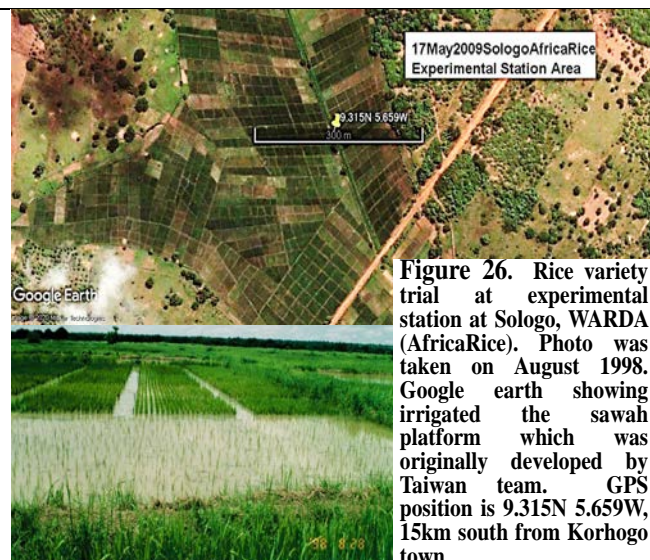 17May2009SologoAfricaRice
Experimental Station Area
9.315N 5.659W
300 m
Google Earth
Figure 26. Rice variety
trial at experimental
station at Sologo, WARDA
(AfricaRice). Photo was
taken on August 1998.
Google earth showing
irrigated the sawah
platform which was
originally developed by
Taiwan team. GPS
position is 9.315N 5.659W,
15km south from Korhogo
town
'98 8.28